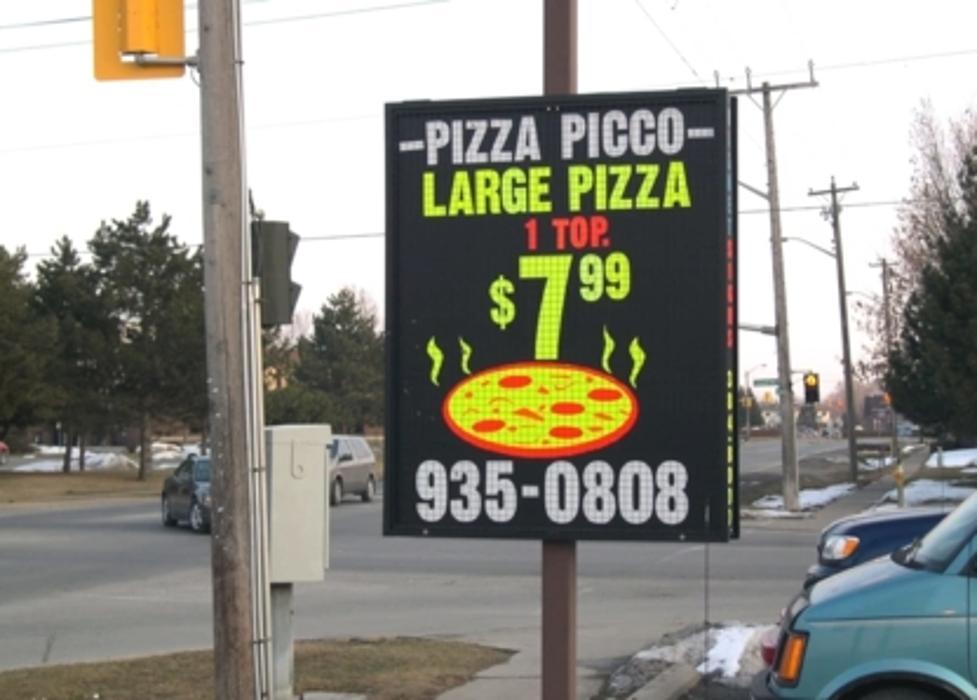 -PIZZA PICCO-
LARGE PIZZA
1 TOP.
$7.99
935-0808